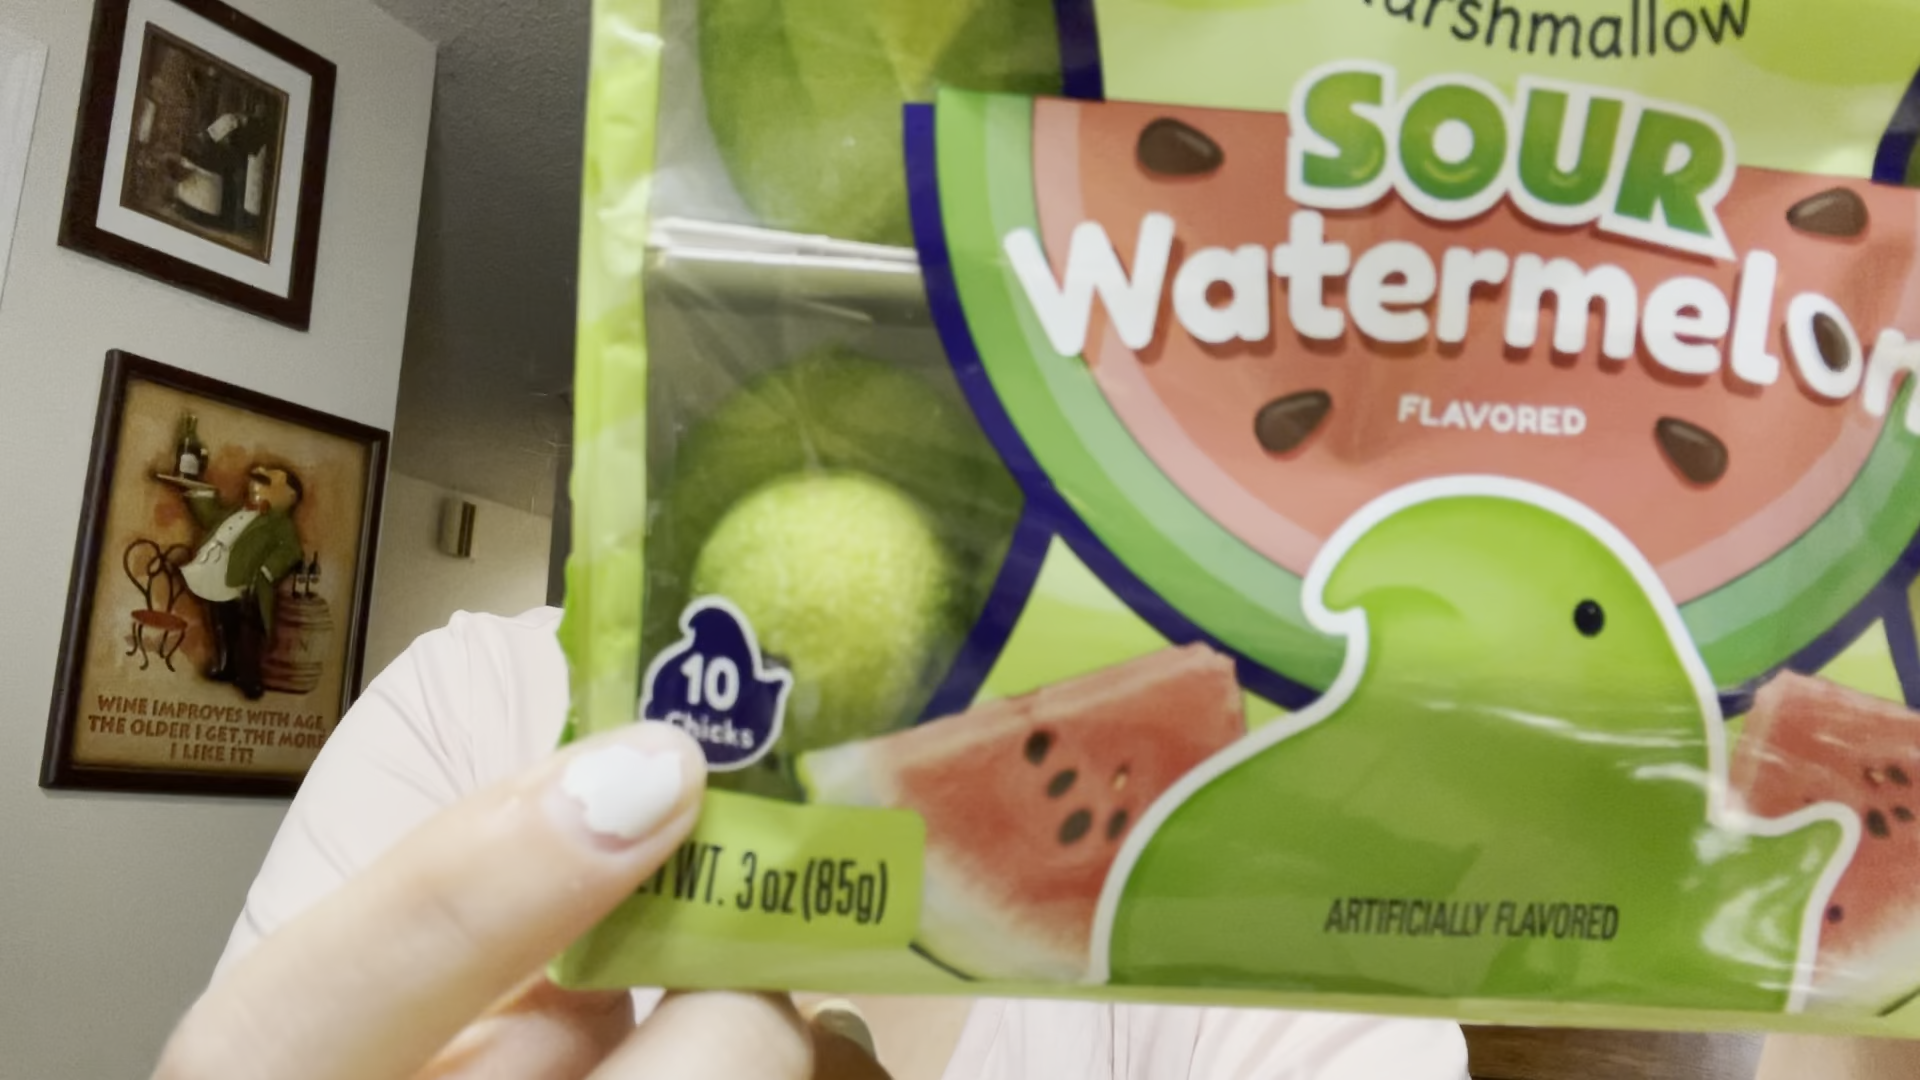 WINE IMPROVES WITH AGE,
THE OLDER I GET, THE MORE
I LIKE IT!
marshmallow
SOUR
Watermelon
FLAVORED
10
Chicks
WT. 3 oz (85g)
ARTIFICIALLY FLAVORED